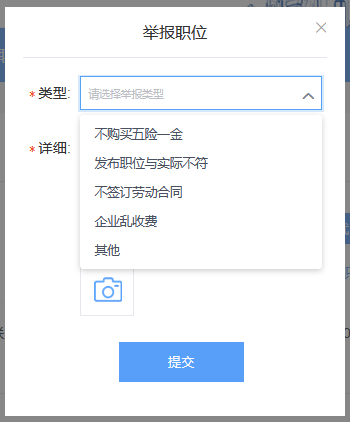 举报职位
*类型:
请选择举报类型
不购买五险一金
发布职位与实际不符
*详细:
不签订劳动合同
企业乱收费
其他
提交